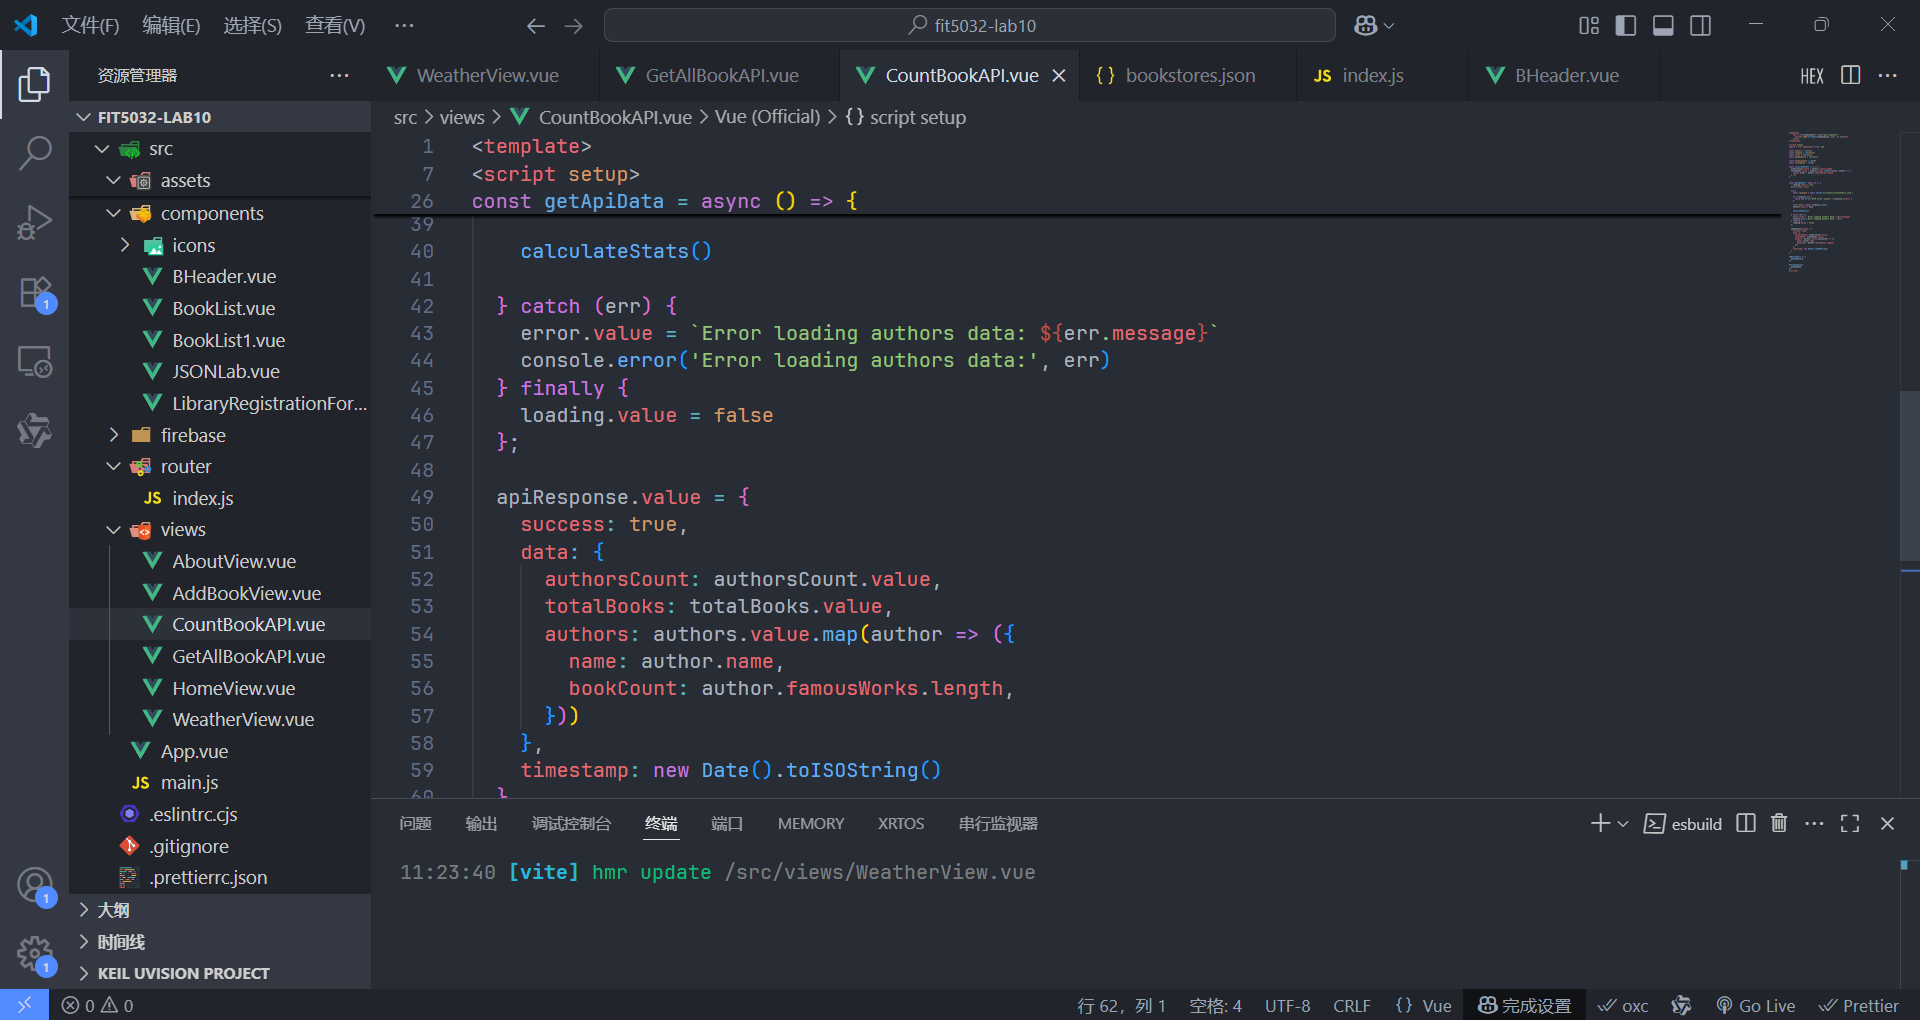 文件(F) 编辑(E) 选择(S) 查看(V) ··· fit5032-lab10
资源管理器 ···
WeatherView.vue GetAllBookAPI.vue CountBookAPI.vue bookstores.json index.js BHeader.vue HEX ···
FIT5032-LAB10
src
assets
components
icons
BHeader.vue
BookList.vue
BookList1.vue
JSONLab.vue
LibraryRegistrationFor...
firebase
router
JS index.js
views
AboutView.vue
AddBookView.vue
CountBookAPI.vue
GetAllBookAPI.vue
HomeView.vue
WeatherView.vue
App.vue
JS main.js
.eslintrc.cjs
.gitignore
.prettierrc.json
大纲
时间线
KEIL UVISION PROJECT
src > views > CountBookAPI.vue > Vue (Official) > {} script setup
1 <template>
7 <script setup>
26 const getApiData = async () => {
39
40 calculateStats()
41
42 } catch (err) {
43 error.value = `Error loading authors data: ${err.message}`
44 console.error('Error loading authors data:', err)
45 } finally {
46 loading.value = false
47 };
48
49 apiResponse.value = {
50 success: true,
51 data: {
52 authorsCount: authorsCount.value,
53 totalBooks: totalBooks.value,
54 authors: authors.value.map(author => ({
55 name: author.name,
56 bookCount: author.famousWorks.length,
57 }))
58 },
59 timestamp: new Date().toISOString()
60 }
问题 输出 调试控制台 终端 端口 MEMORY XRTOS 串行监视器 esbuild ···
11:23:40 [vite] hmr update /src/views/WeatherView.vue
0 0 行 62, 列 1 空格: 4 UTF-8 CRLF {} Vue 完成设置 oxc Go Live Prettier